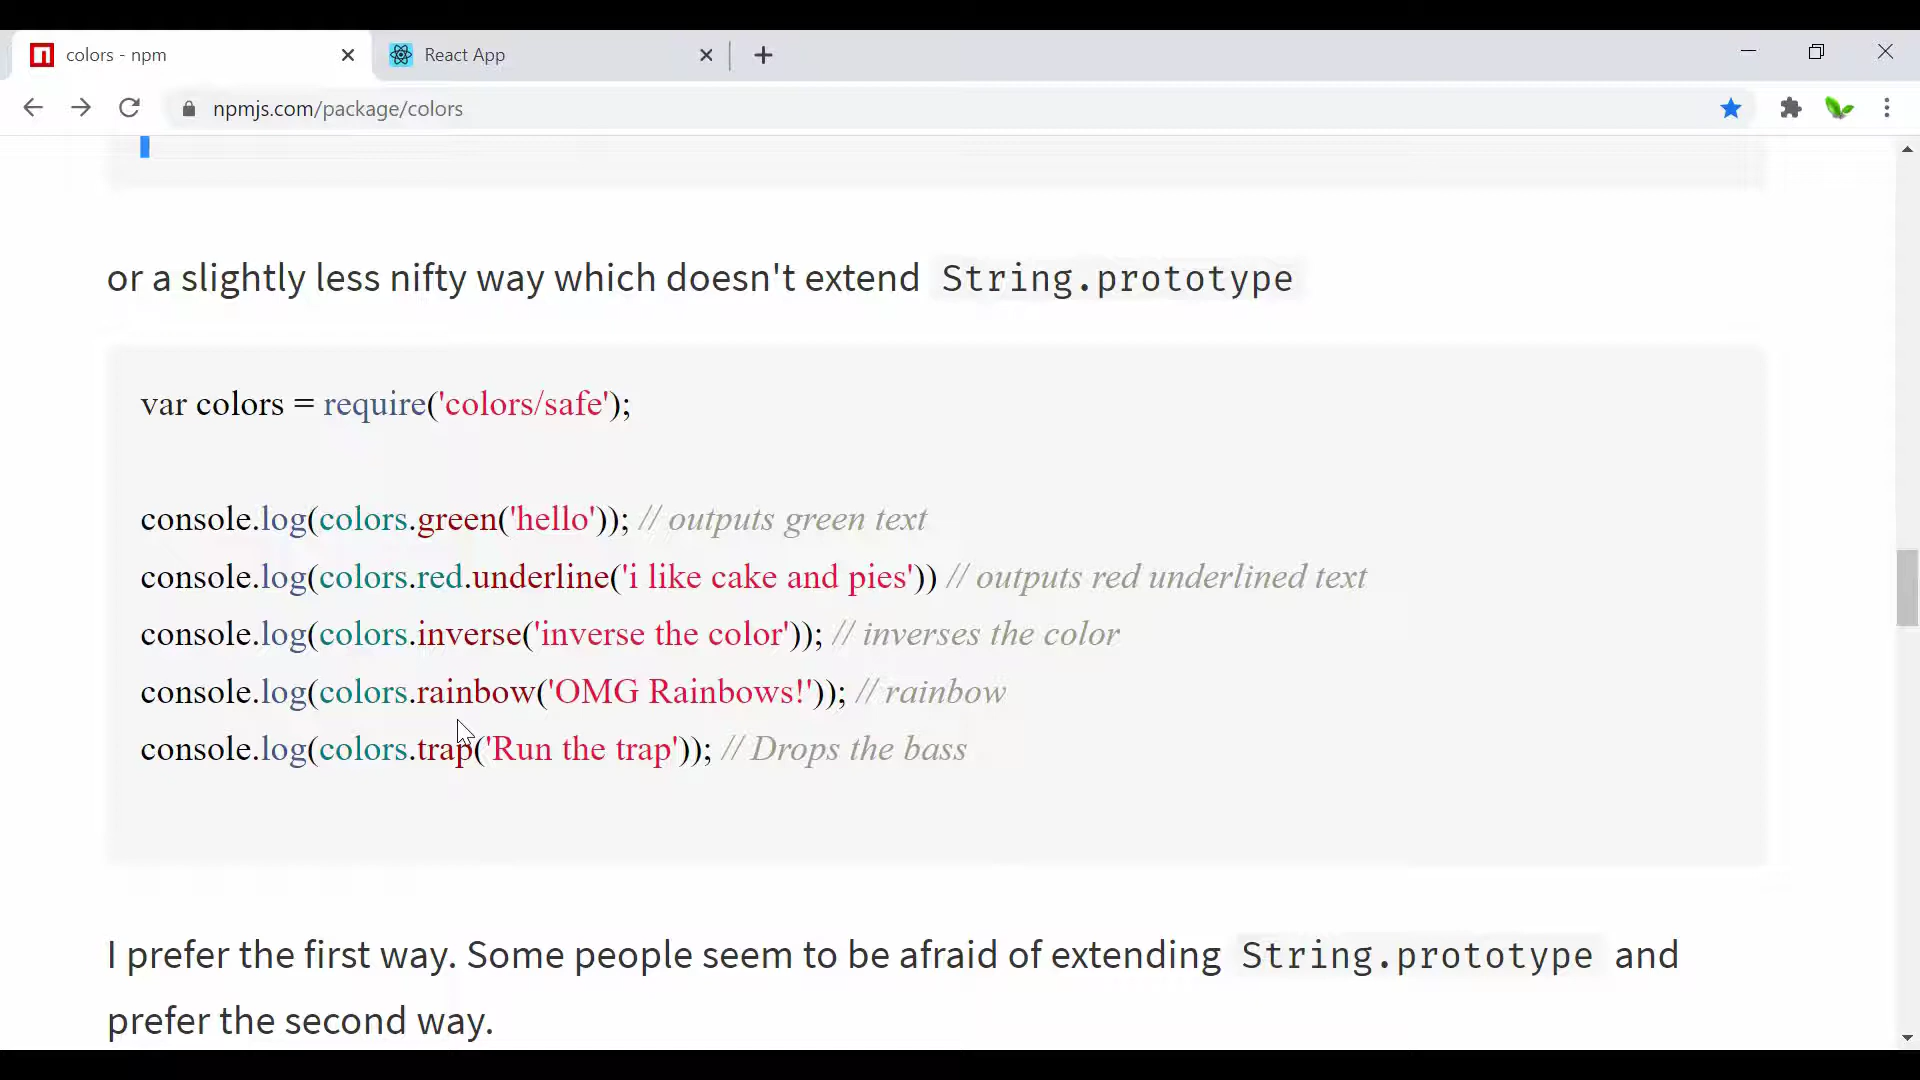 colors - npm
React App
npmjs.com/package/colors
or a slightly less nifty way which doesn't extend String.prototype
var colors = require('colors/safe');
console.log(colors.green('hello')); // outputs green text
console.log(colors.red.underline('i like cake and pies')) // outputs red underlined text
console.log(colors.inverse('inverse the color')); // inverses the color
console.log(colors.rainbow('OMG Rainbows!')); // rainbow
console.log(colors.trap('Run the trap')); // Drops the bass
I prefer the first way. Some people seem to be afraid of extending String.prototype and
prefer the second way.